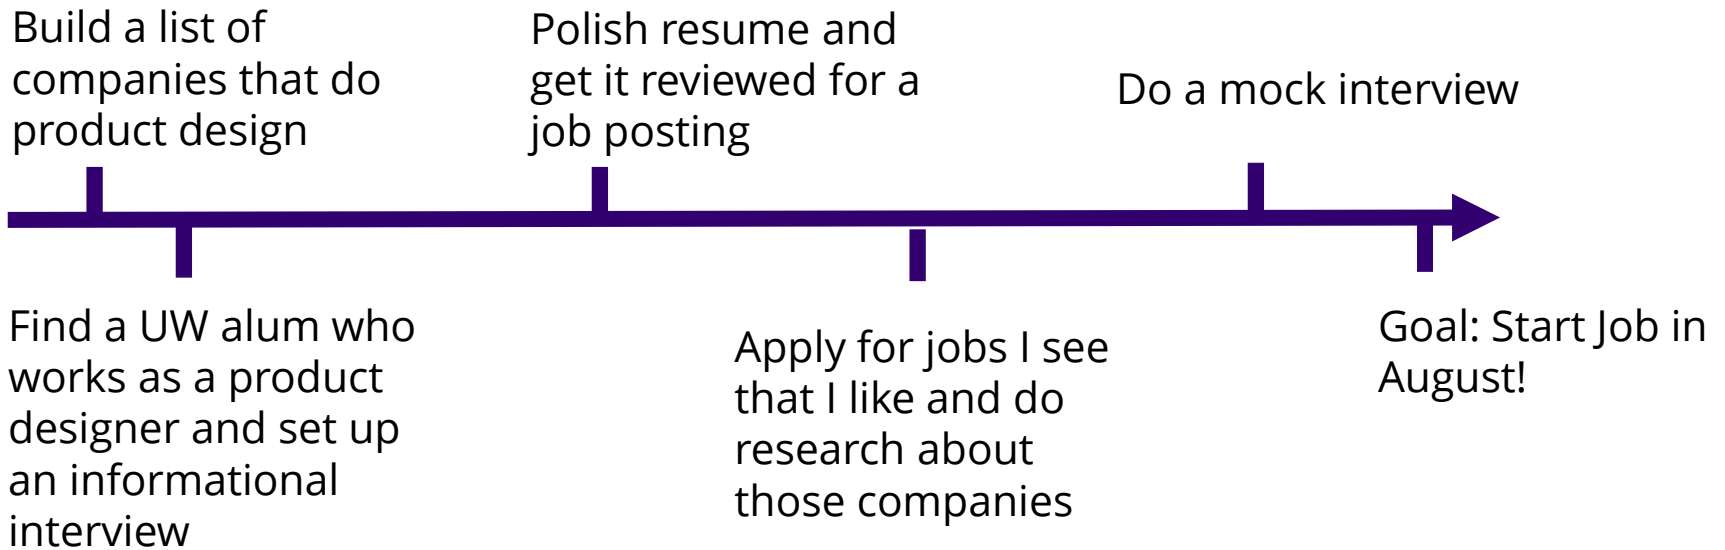 Build a list of
companies that do
product design
Polish resume and
get it reviewed for a
job posting
Do a mock interview
Find a UW alum who
works as a product
designer and set up
an informational
interview
Apply for jobs I see
that I like and do
research about
those companies
Goal: Start Job in
August!